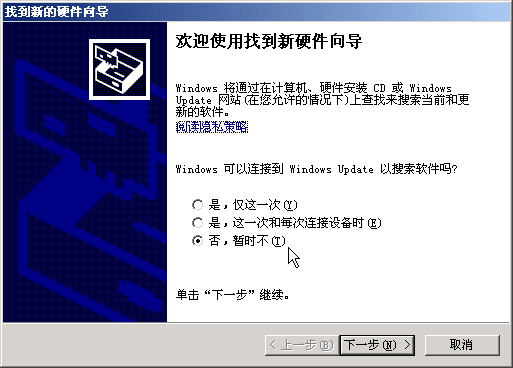 找到新的硬件向导
欢迎使用找到新硬件向导
Windows 将通过在计算机、硬件安装 CD 或 Windows
Update 网站(在您允许的情况下)上查找来搜索当前和更
新的软件。
阅读隐私策略
Windows 可以连接到 Windows Update 以搜索软件吗?
是，仅这一次(Y)
是，这一次和每次连接设备时(E)
否，暂时不(T)
单击“下一步”继续。
< 上一步(B) 下一步(N) > 取消